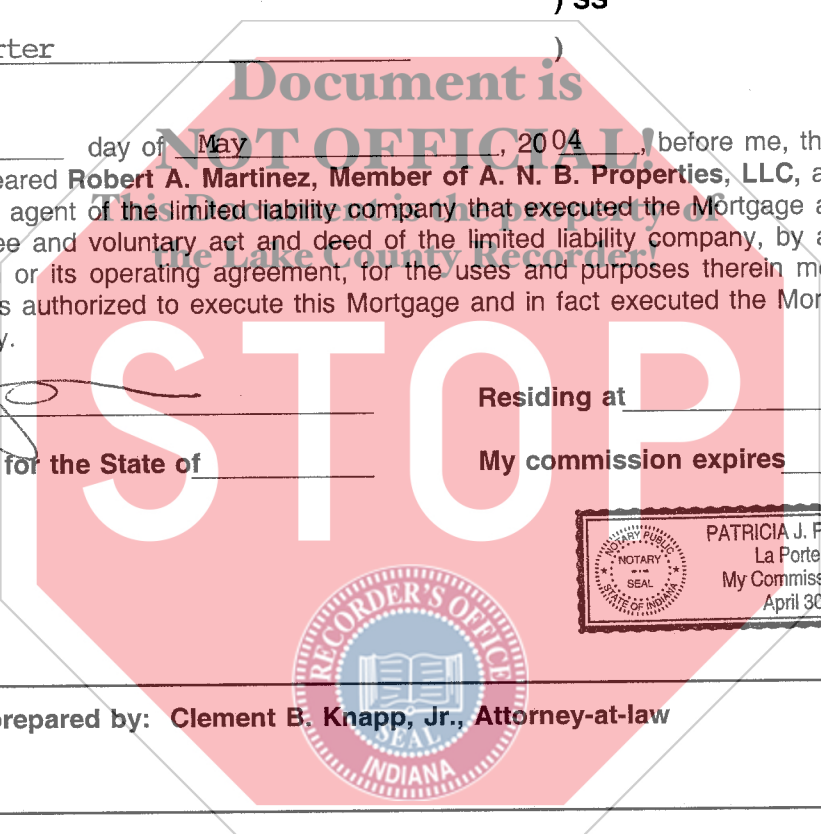 ) SS
rter )
Document is
NOT OFFICIAL!
This Document is the property of
the Lake County Recorder!
day of May , 2004 , before me, th
eared Robert A. Martinez, Member of A. N. B. Properties, LLC, a
agent of the limited liability company that executed the Mortgage a
ee and voluntary act and deed of the limited liability company, by a
or its operating agreement, for the uses and purposes therein me
s authorized to execute this Mortgage and in fact executed the Mor
y.
STOP
Residing at
for the State of
My commission expires
NOTARY PUBLIC
NOTARY
SEAL
STATE OF INDIANA
PATRICIA J. F
La Porte
My Commiss
April 30
RECORDER'S OFFICE
SEAL
INDIANA
prepared by: Clement B. Knapp, Jr., Attorney-at-law